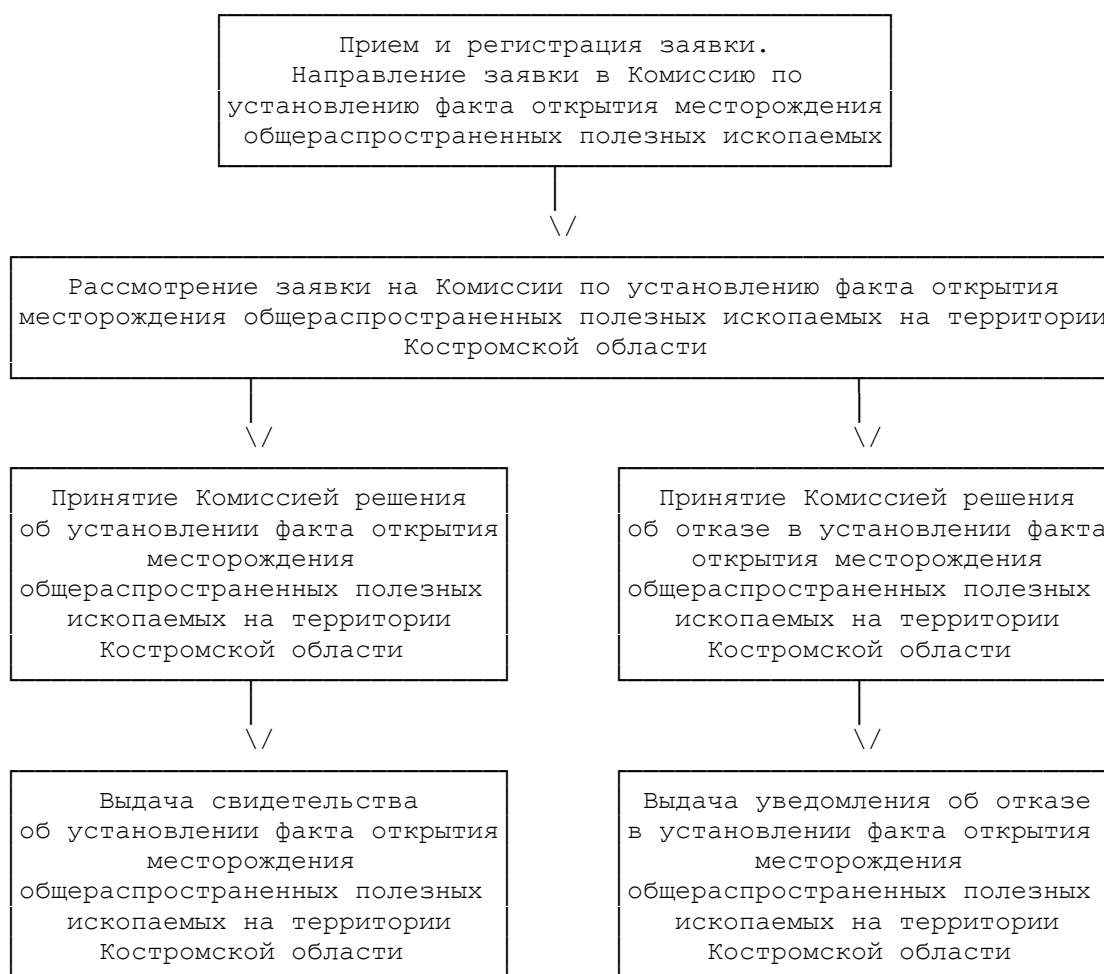 Прием и регистрация заявки.
Направление заявки в Комиссию по
установлению факта открытия месторождения
общераспространенных полезных ископаемых
\/
Рассмотрение заявки на Комиссии по установлению факта открытия
месторождения общераспространенных полезных ископаемых на территории
Костромской области
\/
\/
Принятие Комиссией решения
об установлении факта открытия
месторождения
общераспространенных полезных
ископаемых на территории
Костромской области
Принятие Комиссией решения
об отказе в установлении факта
открытия месторождения
общераспространенных полезных
ископаемых на территории
Костромской области
\/
\/
Выдача свидетельства
об установлении факта открытия
месторождения
общераспространенных полезных
ископаемых на территории
Костромской области
Выдача уведомления об отказе
в установлении факта открытия
месторождения
общераспространенных полезных
ископаемых на территории
Костромской области